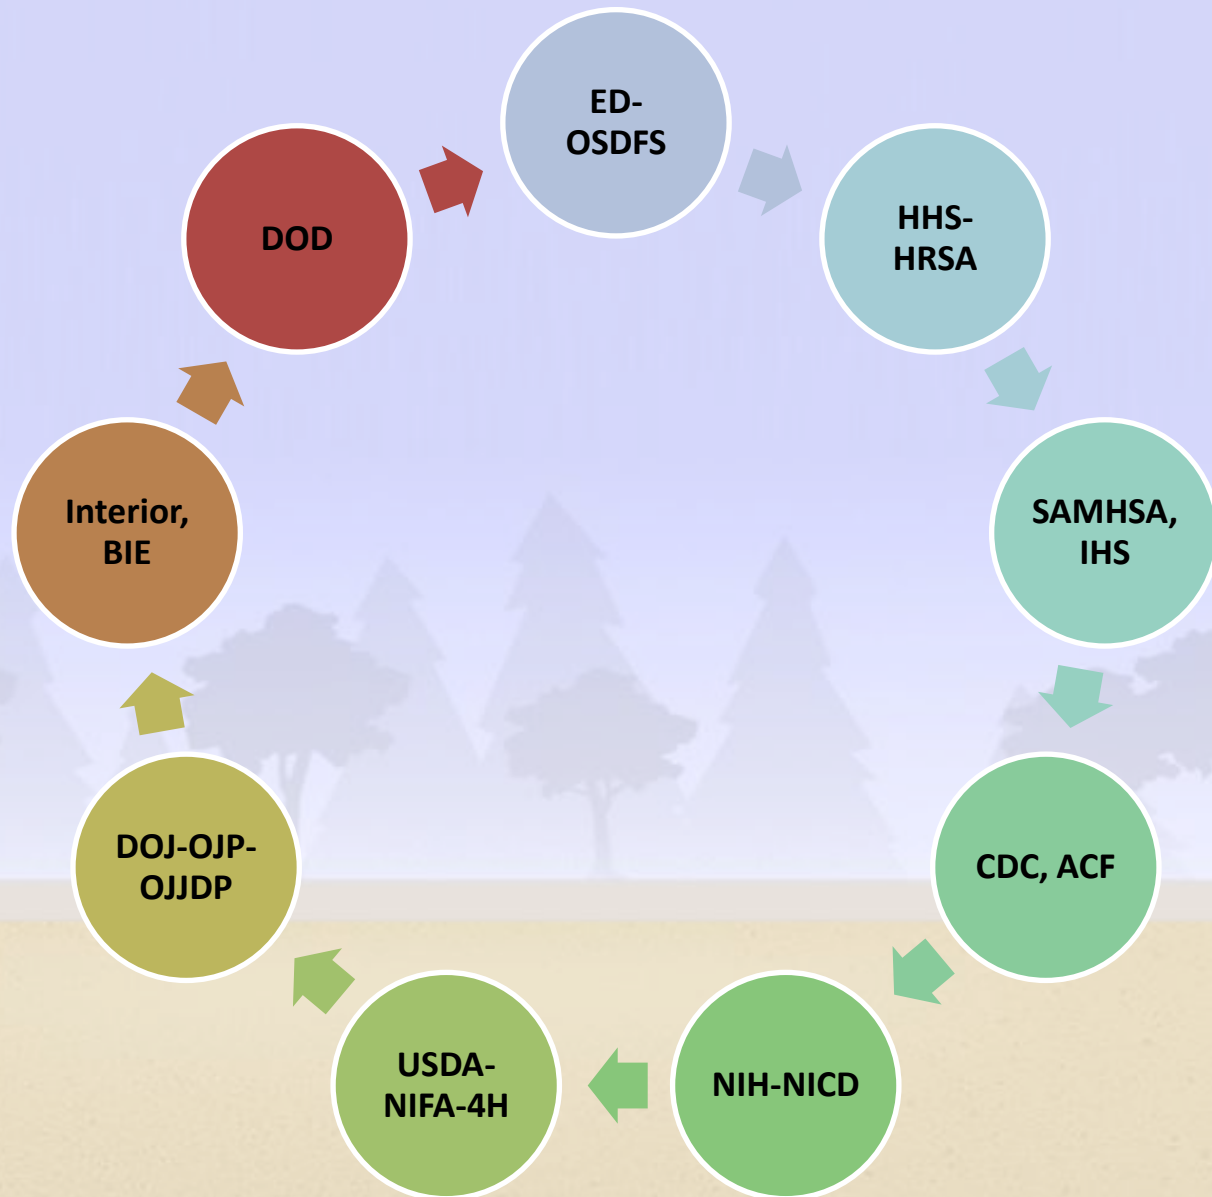 ED-
OSDFS
HHS-
HRSA
SAMHSA,
IHS
CDC, ACF
NIH-NICD
USDA-
NIFA-4H
DOJ-OJP-
OJJDP
Interior,
BIE
DOD